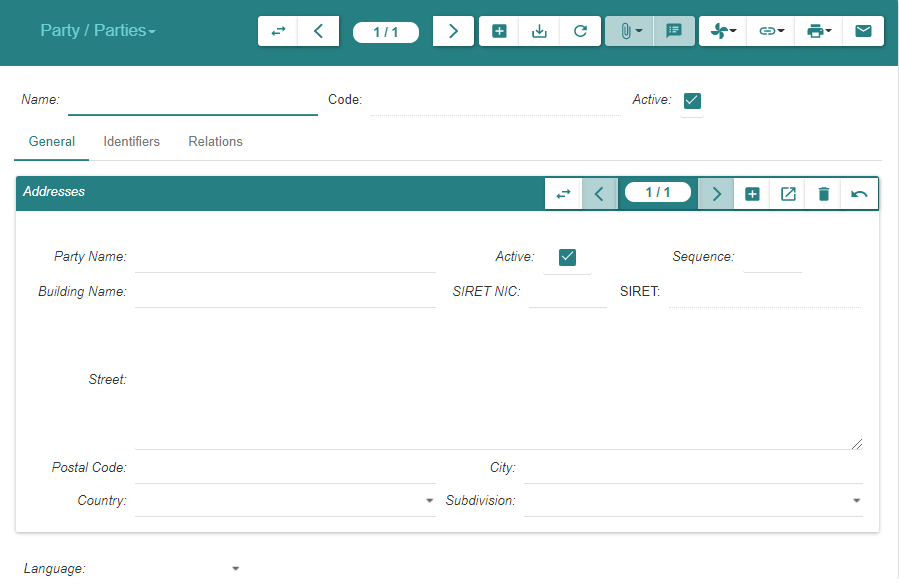 Party / Parties
1 / 1
Name: Code: Active:
General Identifiers Relations
Addresses 1 / 1
Party Name: Active: Sequence:
Building Name: SIRET NIC: SIRET:
Street:
Postal Code: City:
Country: Subdivision:
Language: